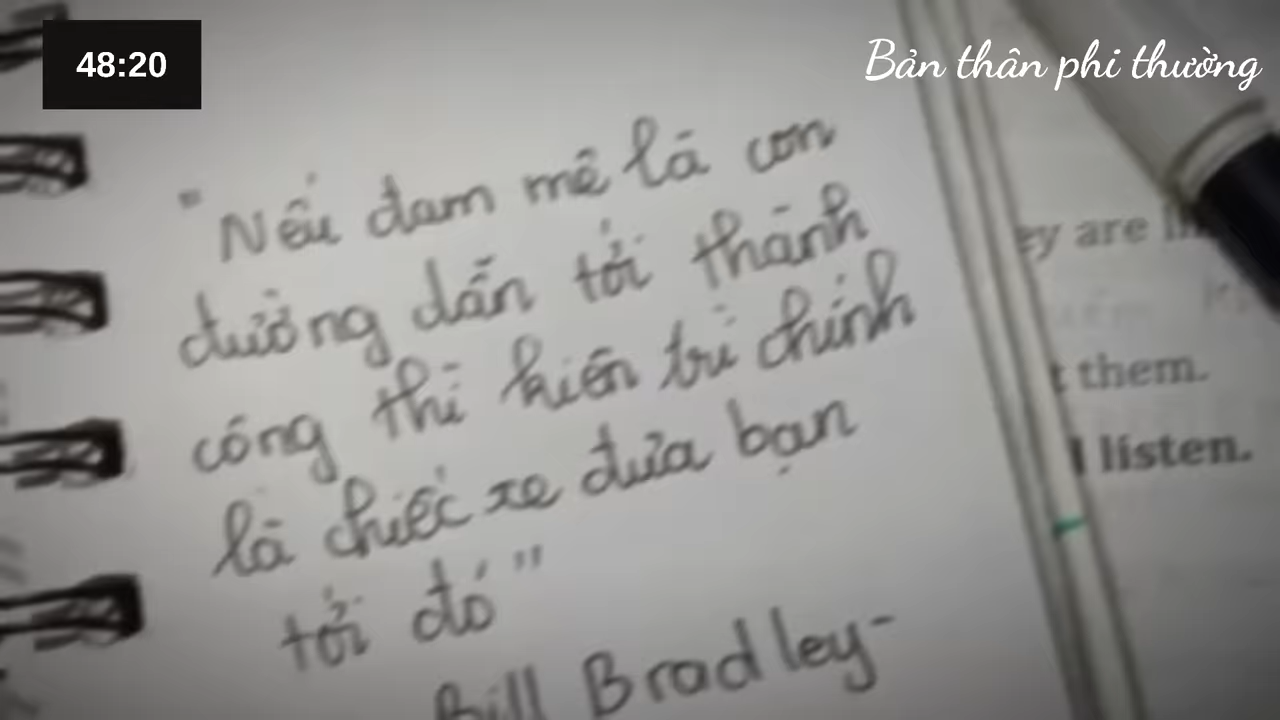 48:20
Bản thân phi thường
"Nếu đam mê là con
đường dẫn tới thành
công thì kiên trì chính
là chiếc xe đưa bạn
tới đó"
Bill Bradley-
ey are
t them.
listen.